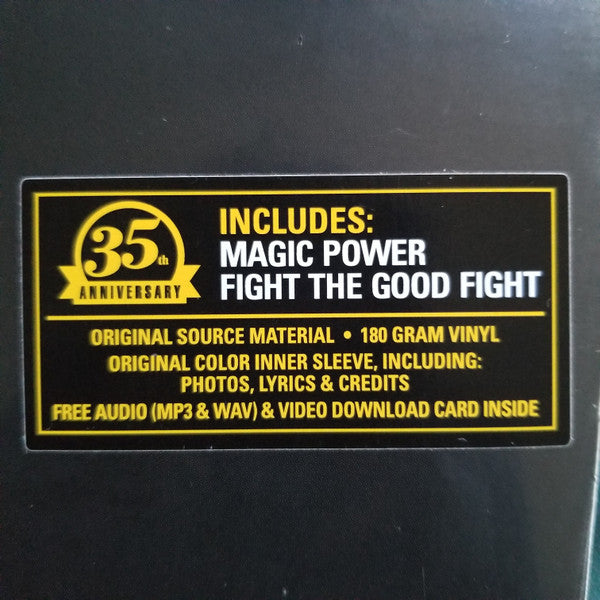 35th
ANNIVERSARY
INCLUDES:
MAGIC POWER
FIGHT THE GOOD FIGHT
ORIGINAL SOURCE MATERIAL • 180 GRAM VINYL
ORIGINAL COLOR INNER SLEEVE, INCLUDING:
PHOTOS, LYRICS & CREDITS
FREE AUDIO (MP3 & WAV) & VIDEO DOWNLOAD CARD INSIDE